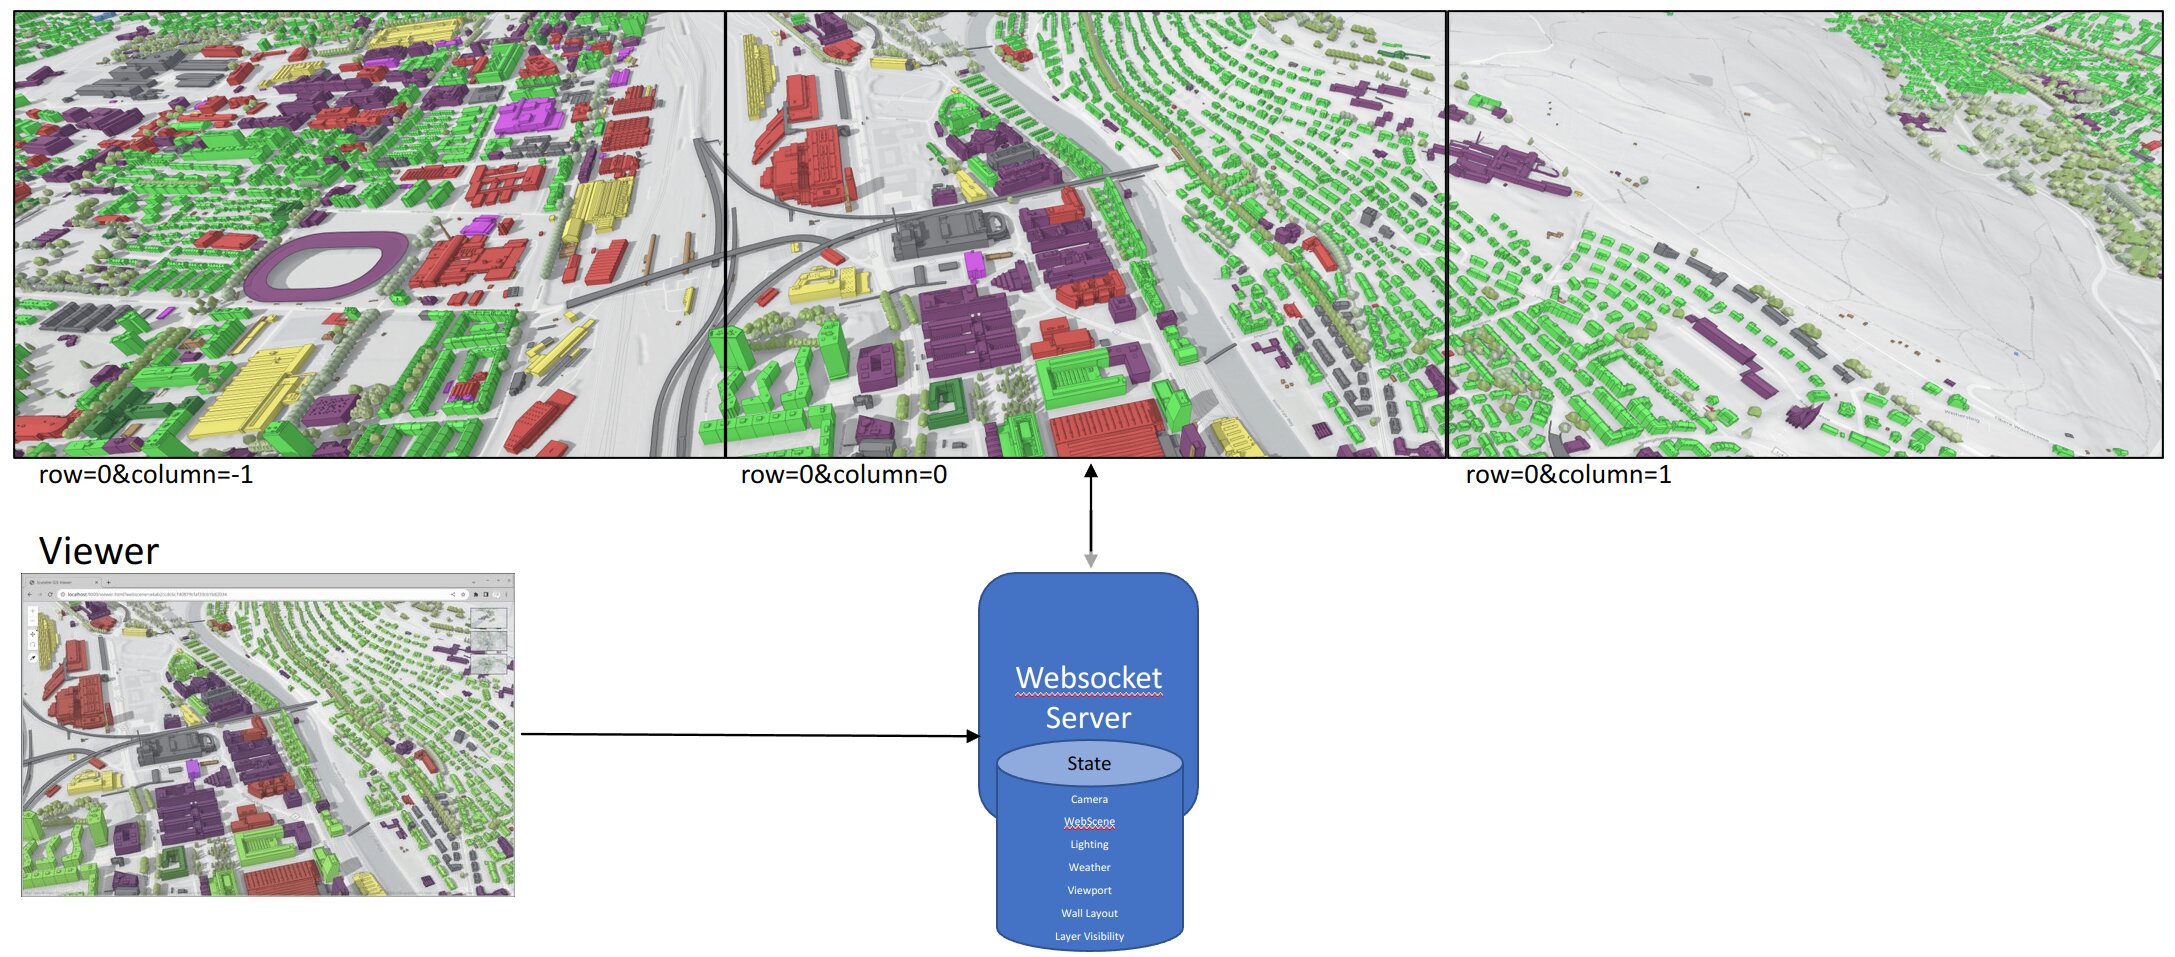 row=0&column=-1
row=0&column=0
row=0&column=1
Viewer
Websocket
Server
State
Camera
WebScene
Lighting
Weather
Viewport
Wall Layout
Layer Visibility